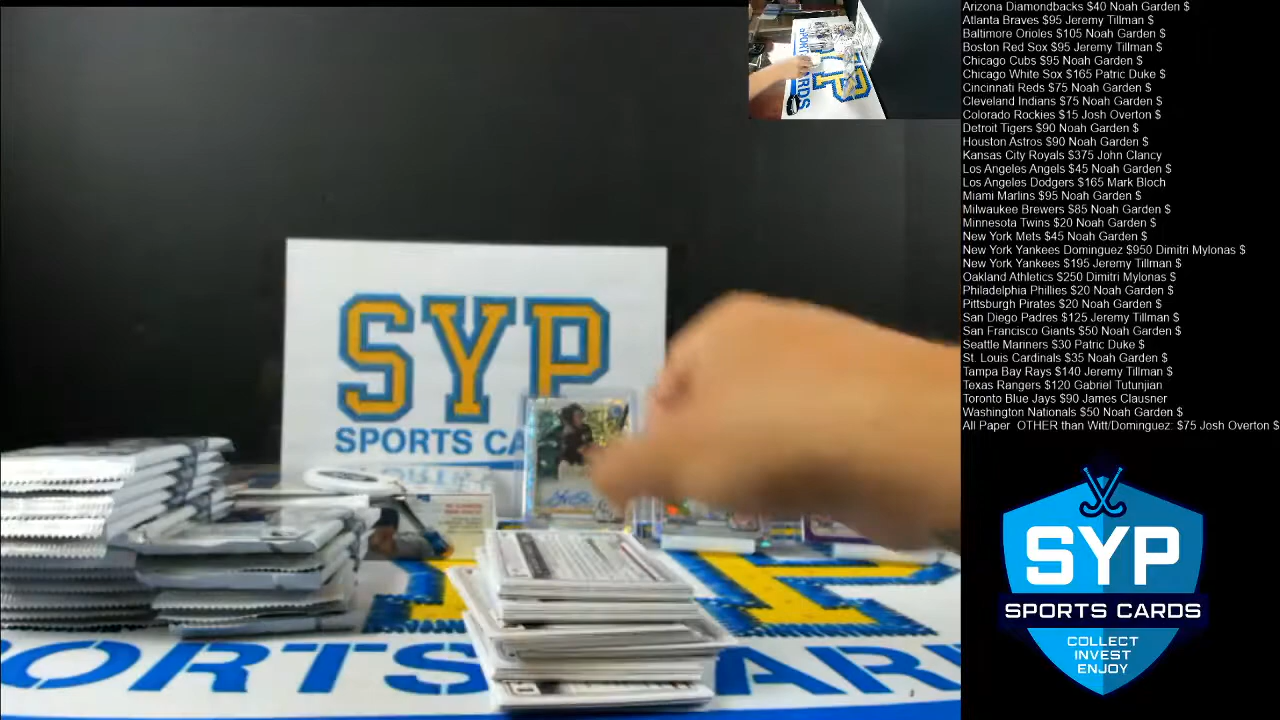 Arizona Diamondbacks $40 Noah Garden $
Atlanta Braves $95 Jeremy Tillman $
Baltimore Orioles $105 Noah Garden $
Boston Red Sox $95 Jeremy Tillman $
Chicago Cubs $95 Noah Garden $
Chicago White Sox $165 Patric Duke $
Cincinnati Reds $75 Noah Garden $
Cleveland Indians $75 Noah Garden $
Colorado Rockies $15 Josh Overton $
Detroit Tigers $90 Noah Garden $
Houston Astros $90 Noah Garden $
Kansas City Royals $375 John Clancy
Los Angeles Angels $45 Noah Garden $
Los Angeles Dodgers $165 Mark Bloch
Miami Marlins $95 Noah Garden $
Milwaukee Brewers $85 Noah Garden $
Minnesota Twins $20 Noah Garden $
New York Mets $45 Noah Garden $
New York Yankees Dominguez $950 Dimitri Mylonas $
New York Yankees $195 Jeremy Tillman $
Oakland Athletics $250 Dimitri Mylonas $
Philadelphia Phillies $20 Noah Garden $
Pittsburgh Pirates $20 Noah Garden $
San Diego Padres $125 Jeremy Tillman $
San Francisco Giants $50 Noah Garden $
Seattle Mariners $30 Patric Duke $
St. Louis Cardinals $35 Noah Garden $
Tampa Bay Rays $140 Jeremy Tillman $
Texas Rangers $120 Gabriel Tutunjian
Toronto Blue Jays $90 James Clausner
Washington Nationals $50 Noah Garden $
All Paper OTHER than Witt/Dominguez: $75 Josh Overton $
SYP
SPORTS CA
SYP
SPORTS CARDS
COLLECT
INVEST
ENJOY